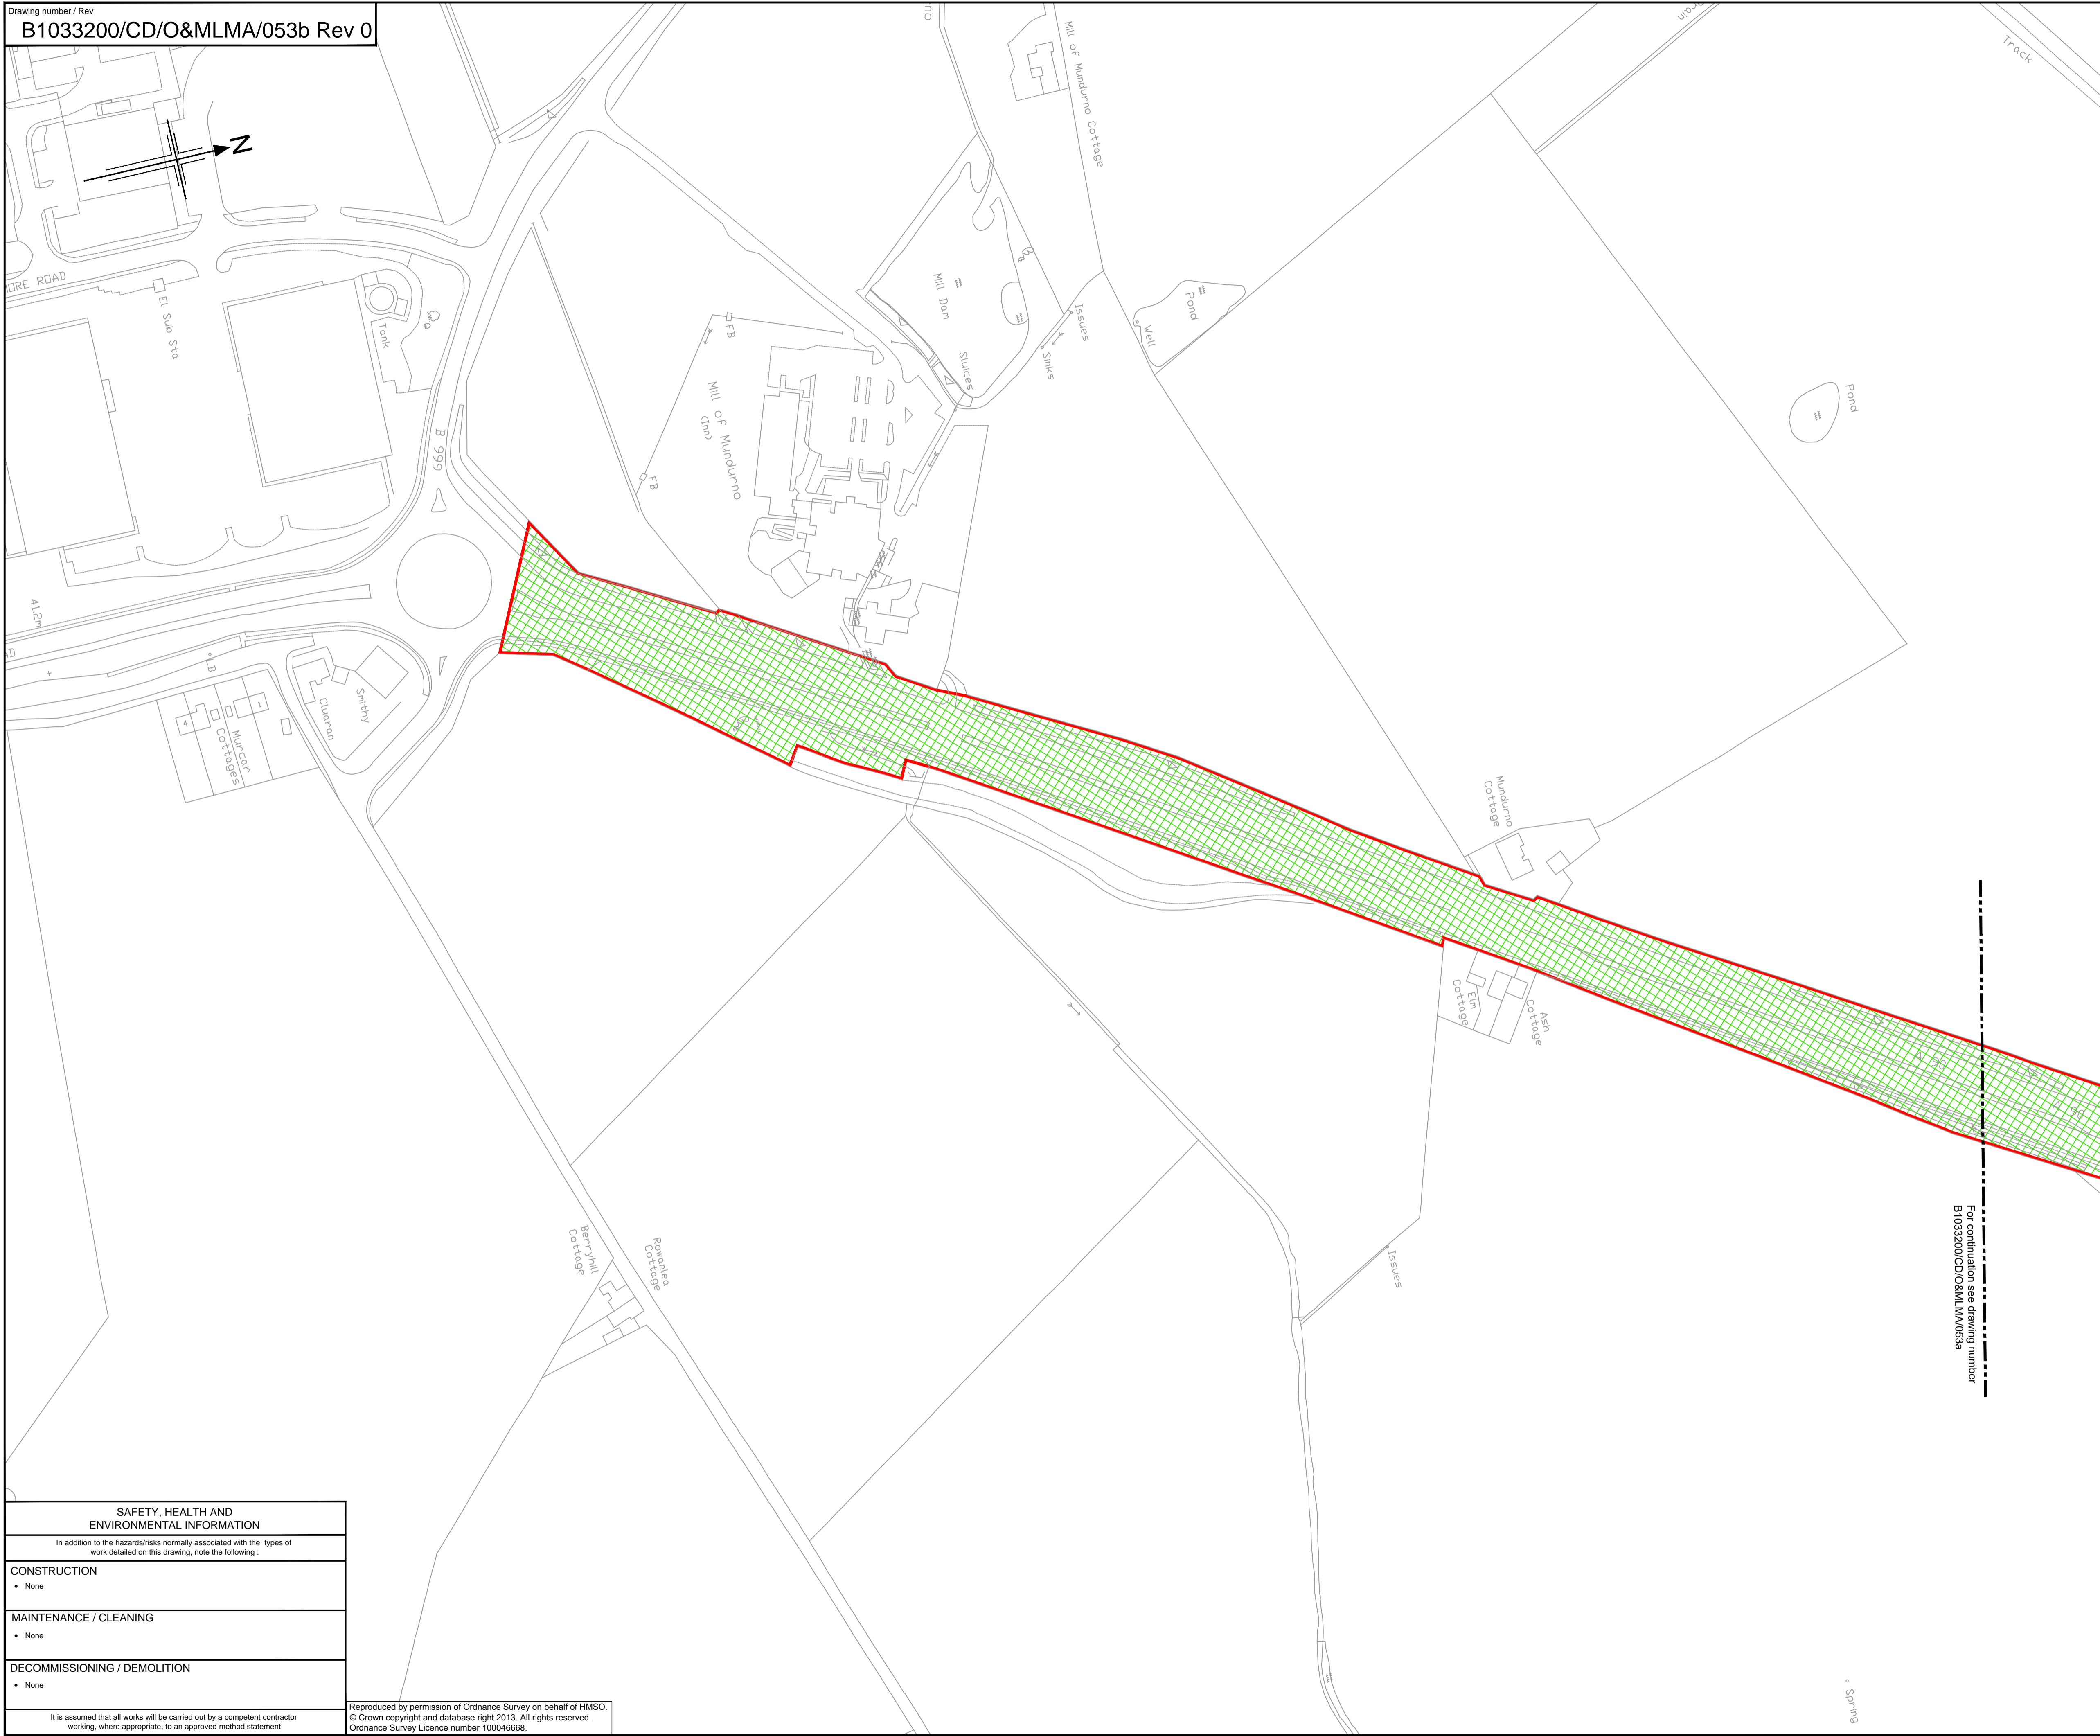 Drawing number / Rev
B1033200/CD/O&MLMA/053b Rev 0
N
Track
Mill of Mundurno Cottage
Mill Dam
Issues
Sinks
Sluices
Well
Pond
Pond
ORE ROAD
El Sub Sta
Tank
B 999
FB
FB
Mill of Mundurno
(Inn)
41.2m
LB
Smithy
Cluaran
4
1
Murcar
Cottages
Mundurno
Cottage
Elm
Cottage
Ash
Cottage
A 90
A 90
For continuation see drawing number
B1033200/CD/O&MLMA/053a
Berryhill
Cottage
Rowanlea
Cottage
Issues
Spring
SAFETY, HEALTH AND
ENVIRONMENTAL INFORMATION
In addition to the hazards/risks normally associated with the types of
work detailed on this drawing, note the following :
CONSTRUCTION
• None
MAINTENANCE / CLEANING
• None
DECOMMISSIONING / DEMOLITION
• None
It is assumed that all works will be carried out by a competent contractor
working, where appropriate, to an approved method statement
Reproduced by permission of Ordnance Survey on behalf of HMSO.
© Crown copyright and database right 2013. All rights reserved.
Ordnance Survey Licence number 100046668.